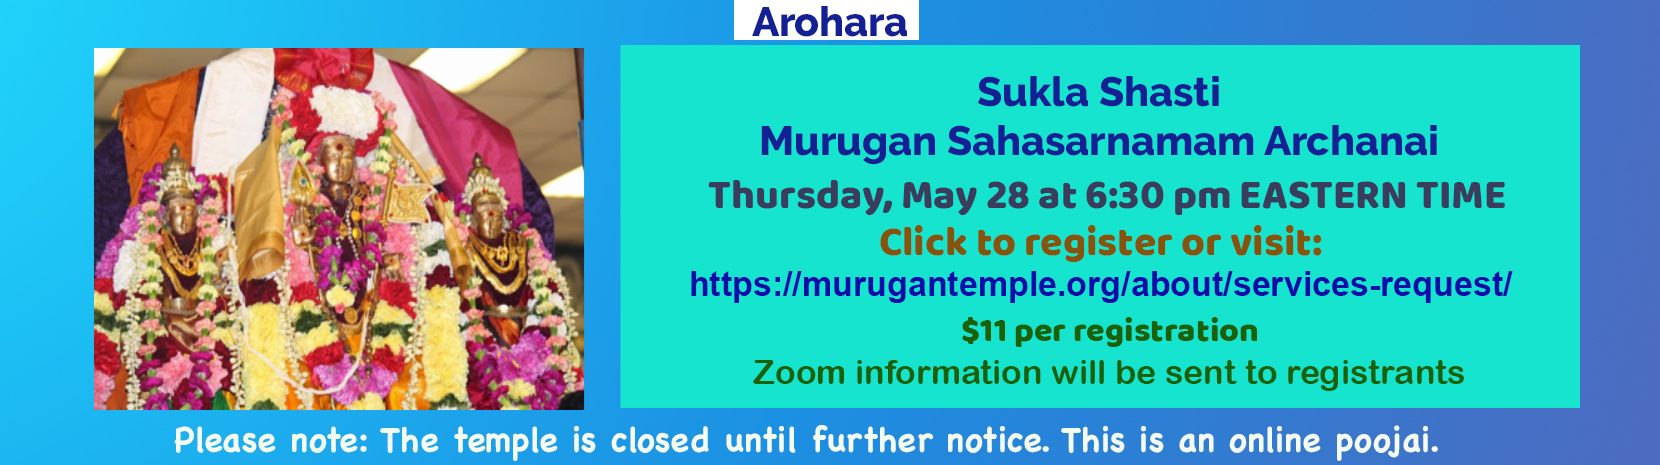 Arohara
Sukla Shasti
Murugan Sahasarnamam Archanai
Thursday, May 28 at 6:30 pm EASTERN TIME
Click to register or visit:
https://murugantemple.org/about/services-request/
$11 per registration
Zoom information will be sent to registrants
Please note: The temple is closed until further notice. This is an online poojai.